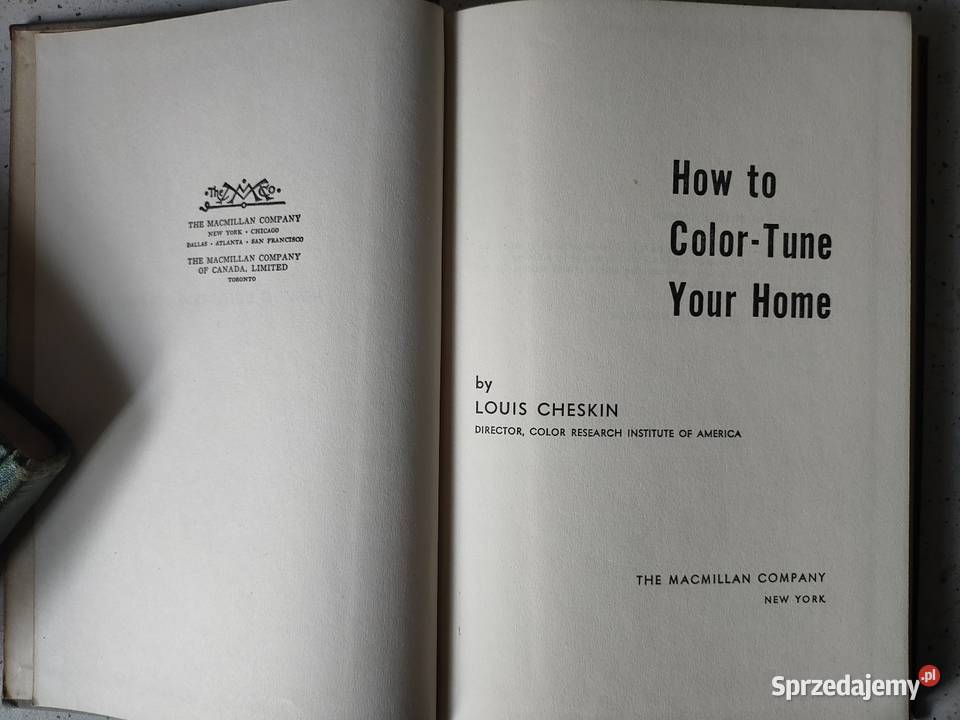 The M Co
THE MACMILLAN COMPANY
NEW YORK • CHICAGO
DALLAS • ATLANTA • SAN FRANCISCO
THE MACMILLAN COMPANY
OF CANADA, LIMITED
TORONTO
How to
Color-Tune
Your Home
by
LOUIS CHESKIN
DIRECTOR, COLOR RESEARCH INSTITUTE OF AMERICA
THE MACMILLAN COMPANY
NEW YORK
Sprzedajemy.pl